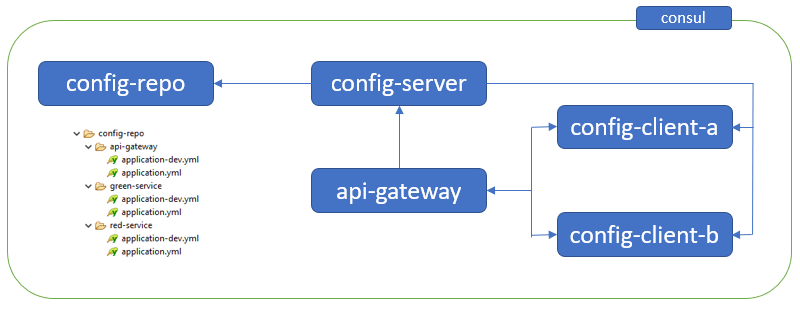 consul
config-repo
config-server
config-client-a
api-gateway
config-client-b
config-repo
api-gateway
application-dev.yml
application.yml
green-service
application-dev.yml
application.yml
red-service
application-dev.yml
application.yml